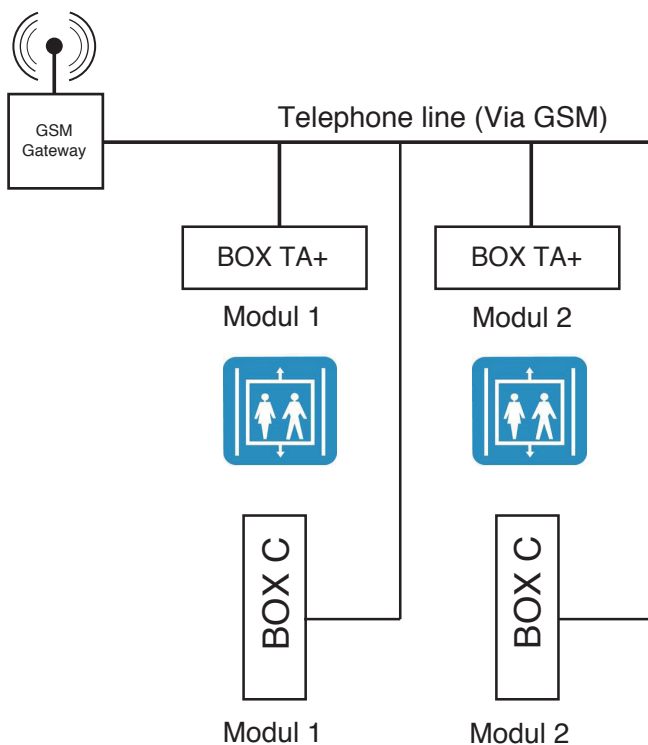 GSM
Gateway
Telephone line (Via GSM)
BOX TA+
BOX TA+
Modul 1
Modul 2
BOX C
BOX C
Modul 1
Modul 2